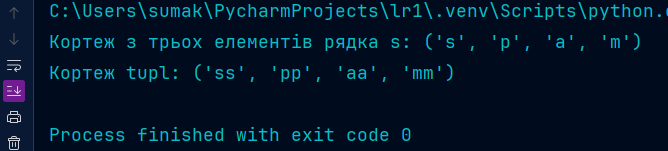 C:\Users\sumak\PycharmProjects\lr1\.venv\Scripts\python.
Кортеж з трьох елементів рядка s: ('s', 'p', 'a', 'm')
Кортеж tupl: ('ss', 'pp', 'aa', 'mm')
Process finished with exit code 0